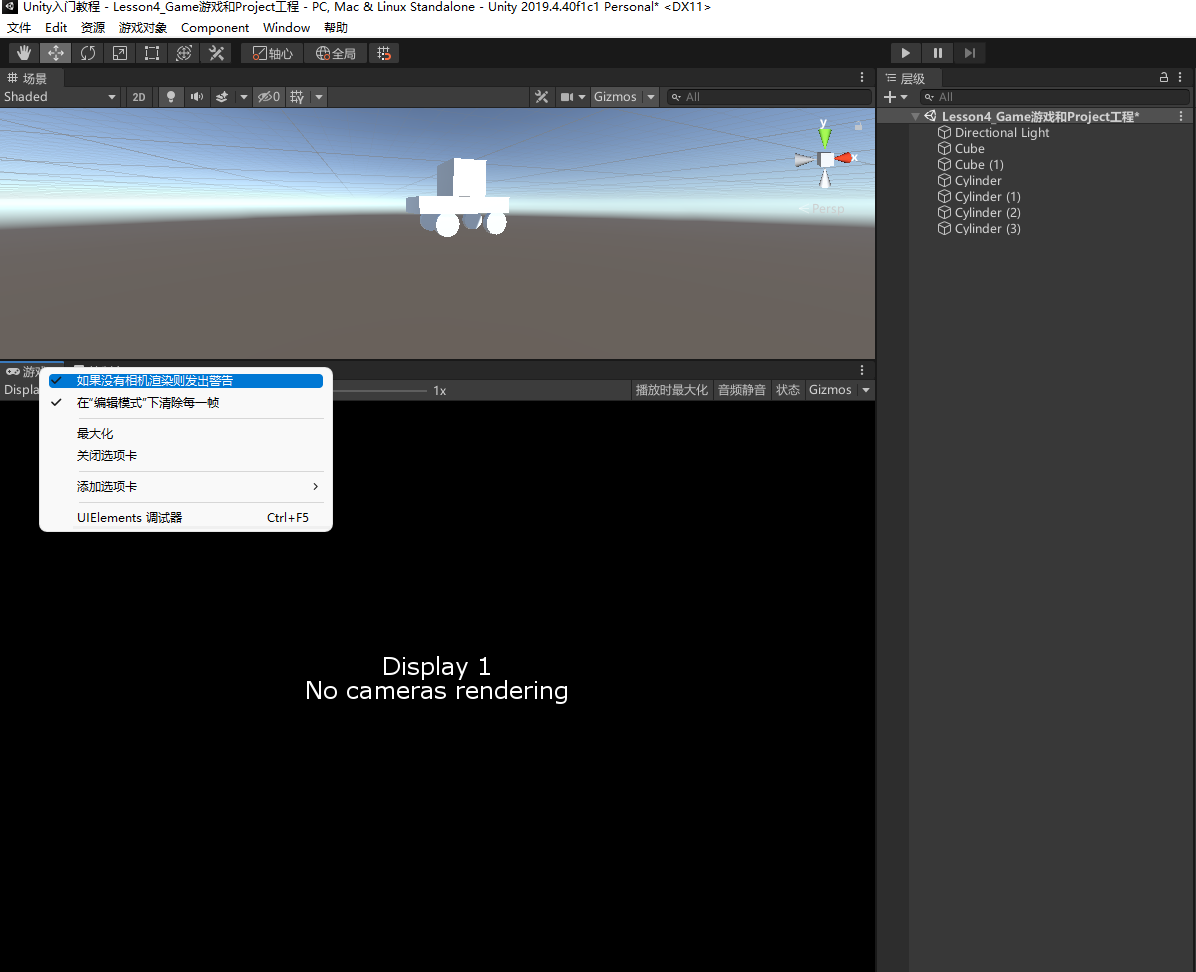 Unity入门教程 - Lesson4_Game游戏和Project工程 - PC, Mac & Linux Standalone - Unity 2019.4.40f1c1 Personal* <DX11>
文件 Edit 资源 游戏对象 Component Window 帮助
轴心 全局
场景
Shaded 2D 0 Gizmos All
y
x
Persp
层级
All
Lesson4_Game游戏和Project工程*
Directional Light
Cube
Cube (1)
Cylinder
Cylinder (1)
Cylinder (2)
Cylinder (3)
游戏
Displa 1x 播放时最大化 音频静音 状态 Gizmos
如果没有相机渲染则发出警告
在“编辑模式”下清除每一帧
最大化
关闭选项卡
添加选项卡
UIElements 调试器 Ctrl+F5
Display 1
No cameras rendering